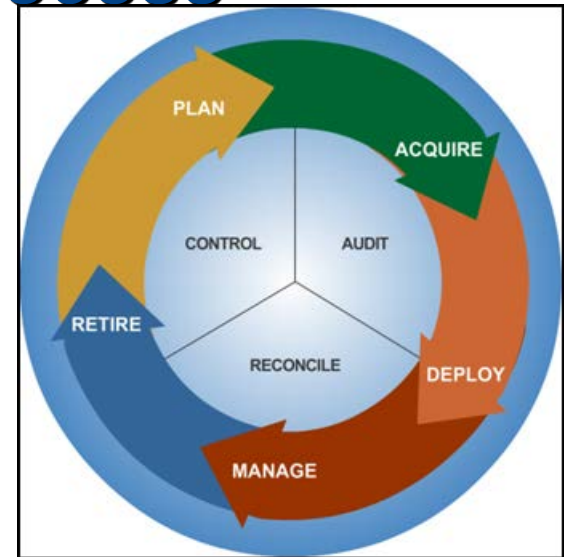 PLAN
ACQUIRE
CONTROL
AUDIT
RETIRE
RECONCILE
DEPLOY
MANAGE